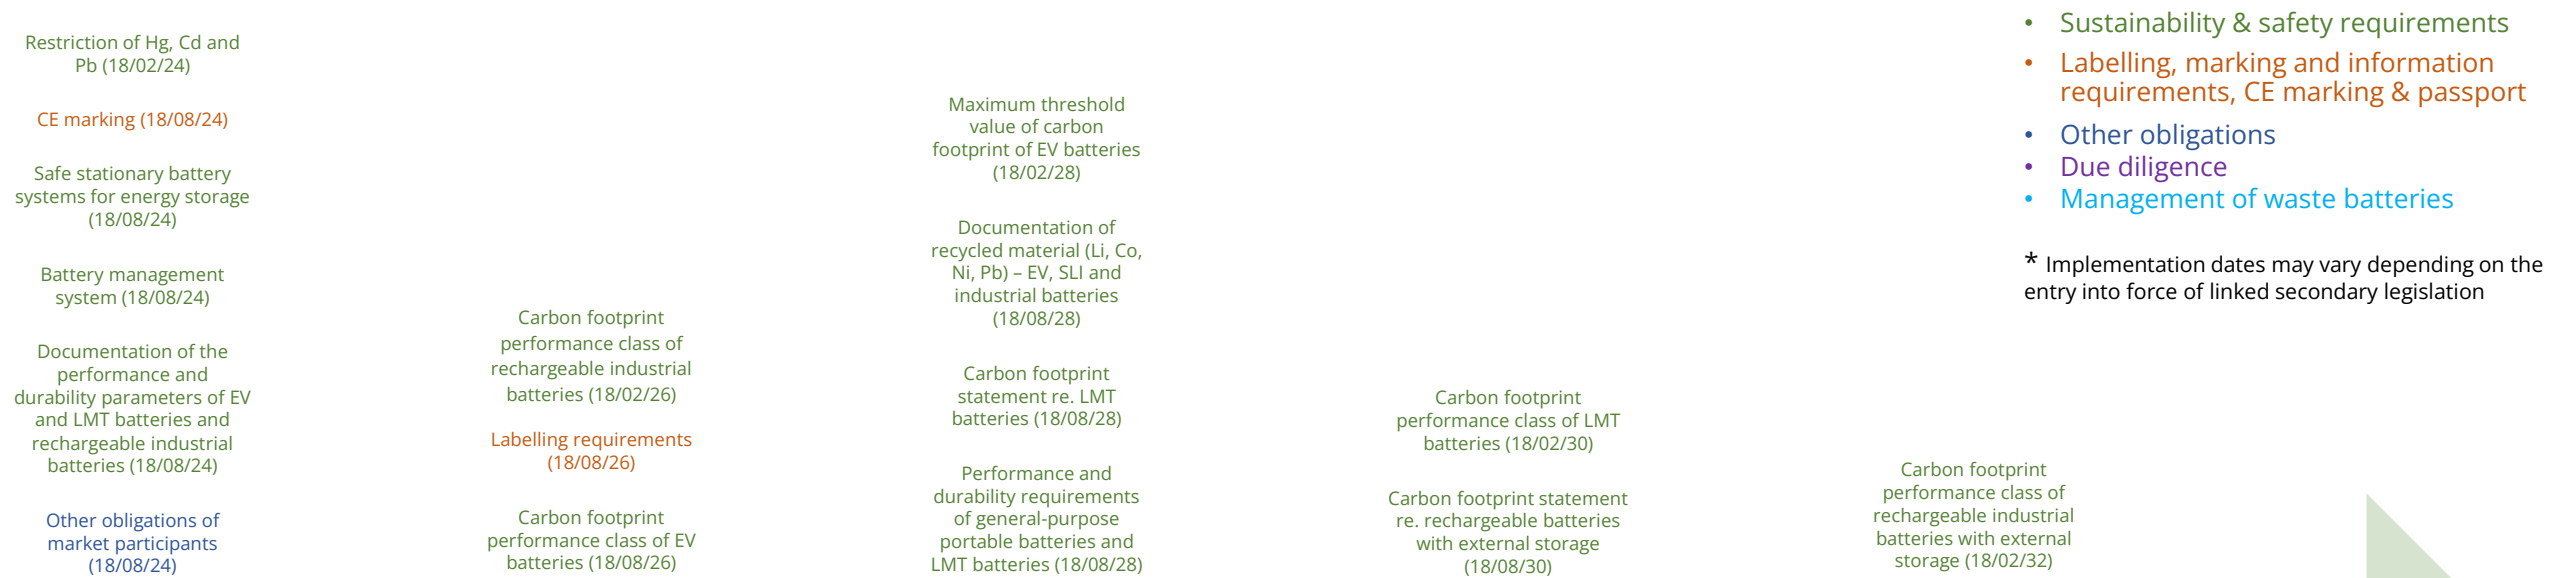 Restriction of Hg, Cd and
Pb (18/02/24)
CE marking (18/08/24)
Safe stationary battery
systems for energy storage
(18/08/24)
Battery management
system (18/08/24)
Documentation of the
performance and
durability parameters of EV
and LMT batteries and
rechargeable industrial
batteries (18/08/24)
Other obligations of
market participants
(18/08/24)
Carbon footprint
performance class of
rechargeable industrial
batteries (18/02/26)
Labelling requirements
(18/08/26)
Carbon footprint
performance class of EV
batteries (18/08/26)
Maximum threshold
value of carbon
footprint of EV batteries
(18/02/28)
Documentation of
recycled material (Li, Co,
Ni, Pb) – EV, SLI and
industrial batteries
(18/08/28)
Carbon footprint
statement re. LMT
batteries (18/08/28)
Performance and
durability requirements
of general-purpose
portable batteries and
LMT batteries (18/08/28)
Carbon footprint
performance class of LMT
batteries (18/02/30)
Carbon footprint statement
re. rechargeable batteries
with external storage
(18/08/30)
Carbon footprint
performance class of
rechargeable industrial
batteries with external
storage (18/02/32)
• Sustainability & safety requirements
• Labelling, marking and information
requirements, CE marking & passport
• Other obligations
• Due diligence
• Management of waste batteries
* Implementation dates may vary depending on the
entry into force of linked secondary legislation